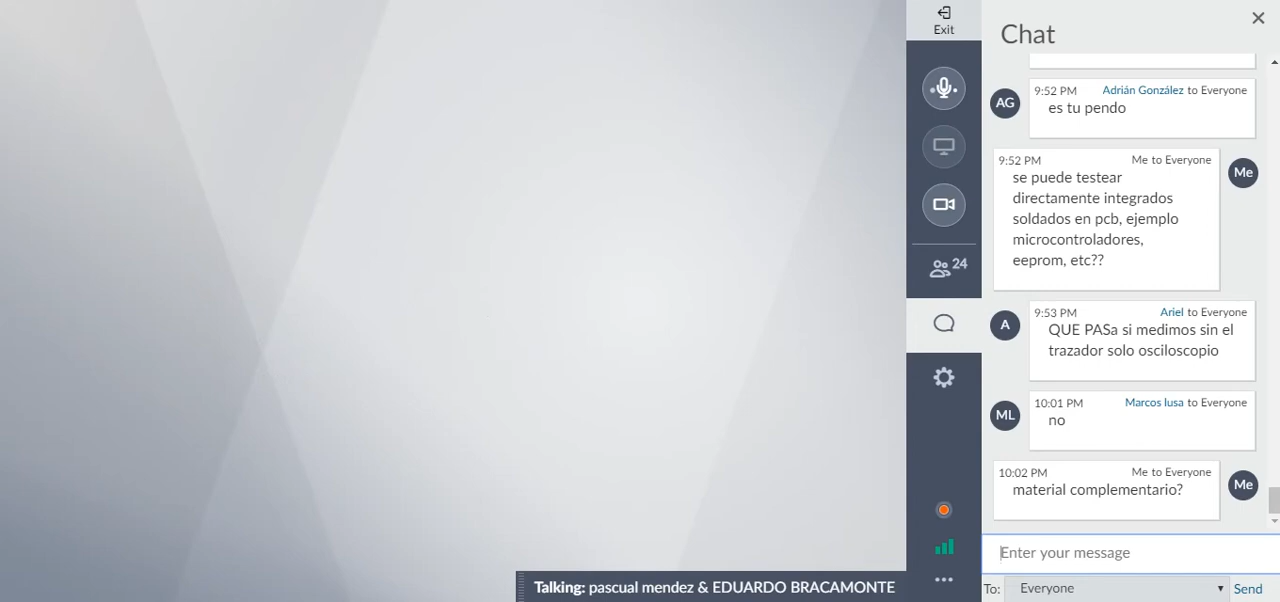 Exit
Chat
9:52 PM Adrián González to Everyone
AG
es tu pendo
9:52 PM Me to Everyone
Me
se puede testear
directamente integrados
soldados en pcb, ejemplo
microcontroladores,
eeprom, etc??
24
9:53 PM Ariel to Everyone
A
QUE PASa si medimos sin el
trazador solo osciloscopio
10:01 PM Marcos lusa to Everyone
ML
no
10:02 PM Me to Everyone
Me
material complementario?
Enter your message
To: Everyone Send
Talking: pascual mendez & EDUARDO BRACAMONTE